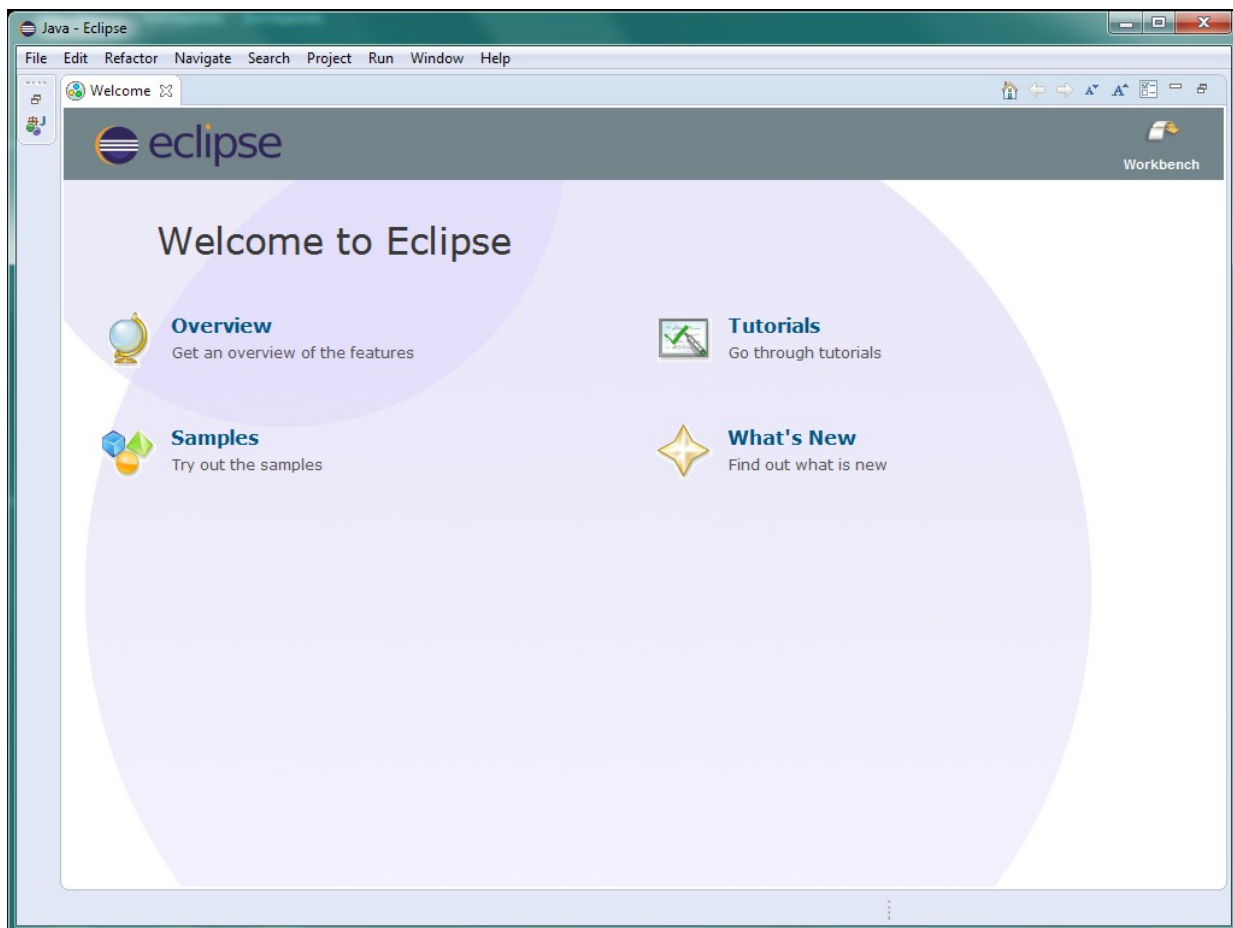 Java - Eclipse
File Edit Refactor Navigate Search Project Run Window Help
Welcome
eclipse
Workbench
Welcome to Eclipse
Overview
Get an overview of the features
Tutorials
Go through tutorials
Samples
Try out the samples
What's New
Find out what is new